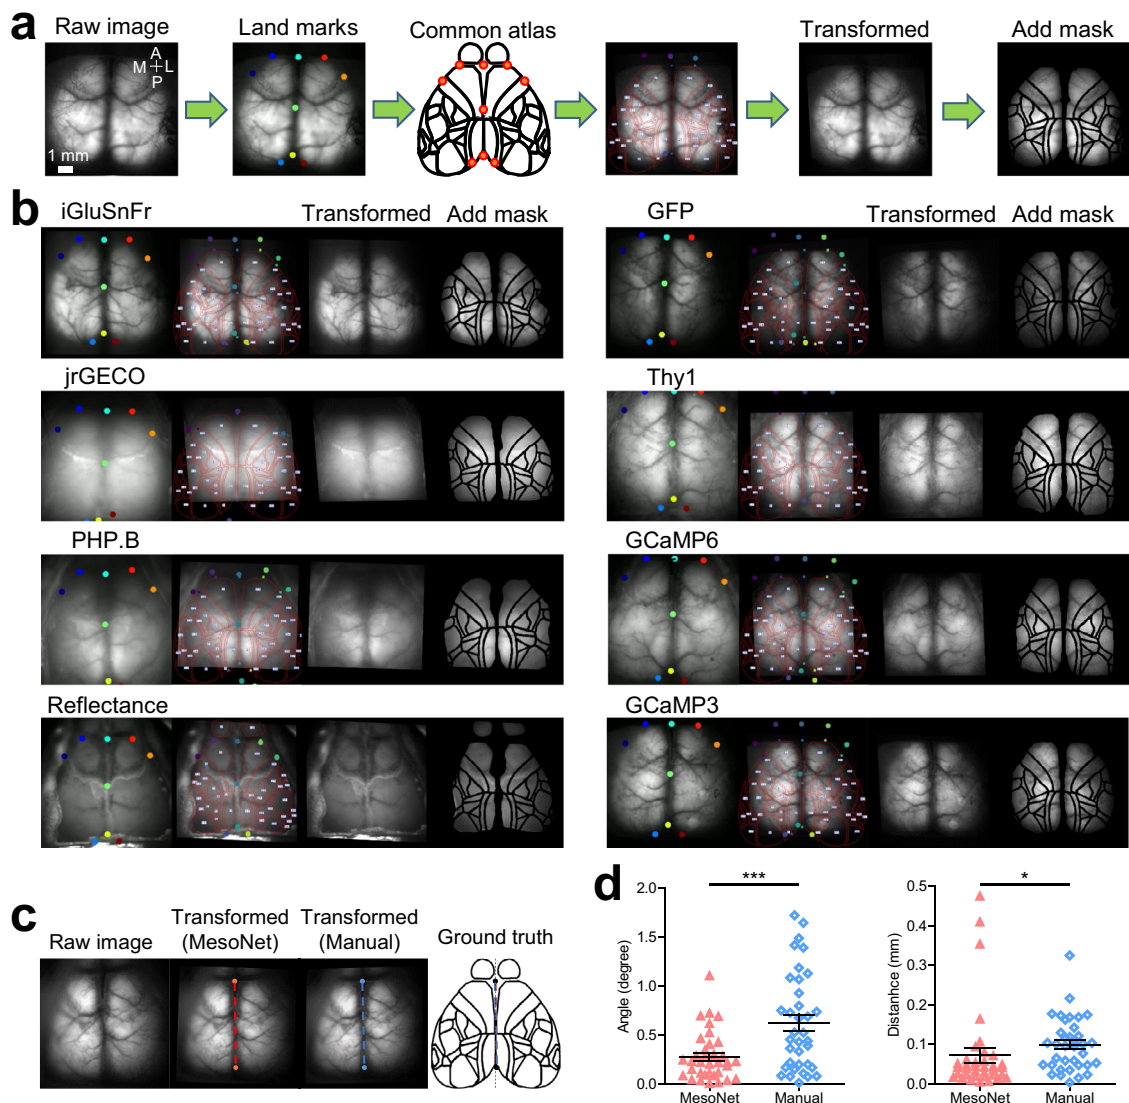 a
Raw image
Land marks
Common atlas
Transformed
Add mask
A
M L
P
1 mm
b
iGluSnFr
Transformed
Add mask
GFP
Transformed
Add mask
jrGECO
Thy1
PHP.B
GCaMP6
Reflectance
GCaMP3
c
Raw image
Transformed
(MesoNet)
Transformed
(Manual)
Ground truth
d
***
2.0
1.5
1.0
0.5
0.0
Angle (degree)
MesoNet
Manual
*
0.5
0.4
0.3
0.2
0.1
0.0
Distanhce (mm)
MesoNet
Manual